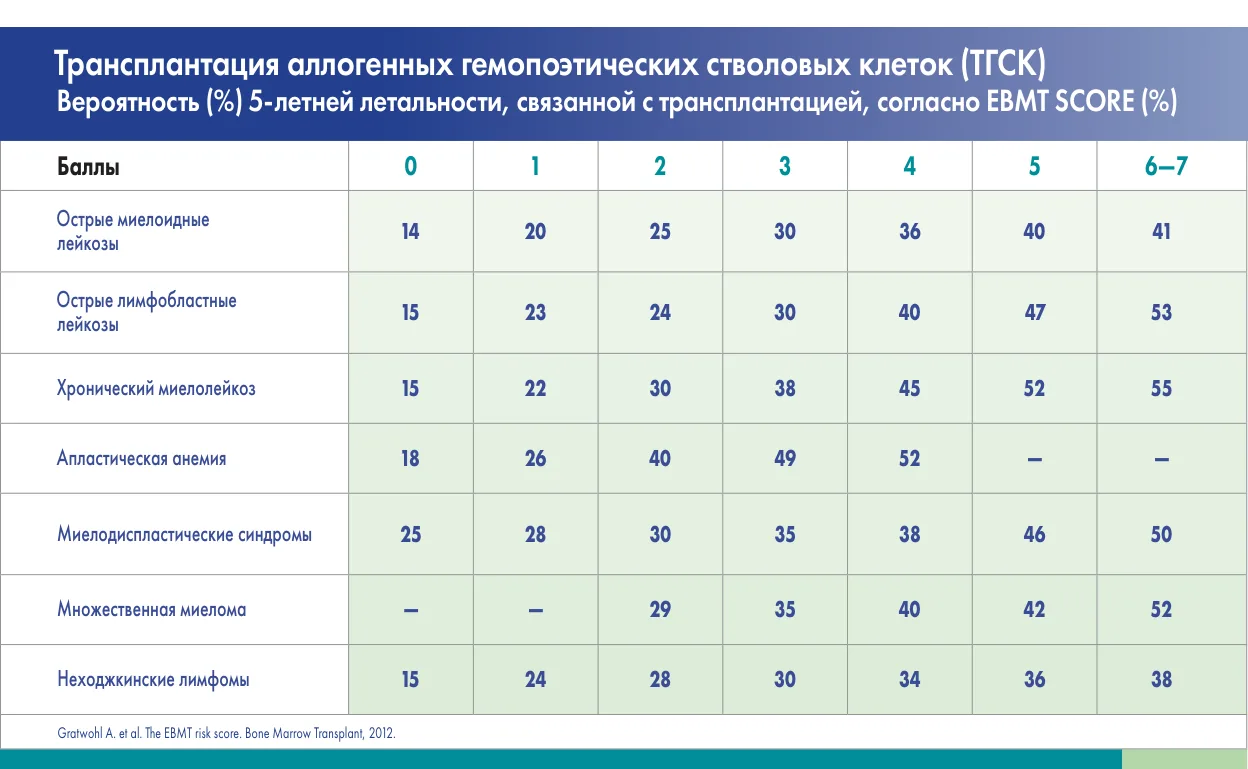 Трансплантация аллогенных гемопоэтических стволовых клеток (ТГСК)
Вероятность (%) 5-летней летальности, связанной с трансплантацией, согласно EBMT SCORE (%)
Баллы 0 1 2 3 4 5 6—7
Острые миелоидные
лейкозы 14 20 25 30 36 40 41
Острые лимфобластные
лейкозы 15 23 24 30 40 47 53
Хронический миелолейкоз 15 22 30 38 45 52 55
Апластическая анемия 18 26 40 49 52 — —
Миелодиспластические синдромы 25 28 30 35 38 46 50
Множественная миелома — — 29 35 40 42 52
Неходжкинские лимфомы 15 24 28 30 34 36 38
Gratwohl A. et al. The EBMT risk score. Bone Marrow Transplant, 2012.